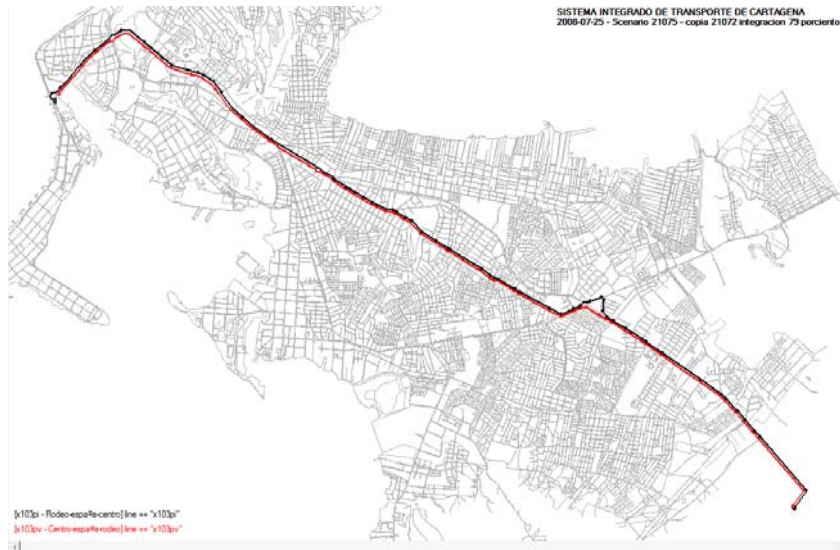 SISTEMA INTEGRADO DE TRANSPORTE DE CARTAGENA
2008-07-25 - Scenario 21075 - copia 21072 integracion 79 porciento
[x103pi - Rodeo-espa#a-centro] line == "x103pi"
[x103pv - Centro-espa#a-rodeo] line == "x103pv"